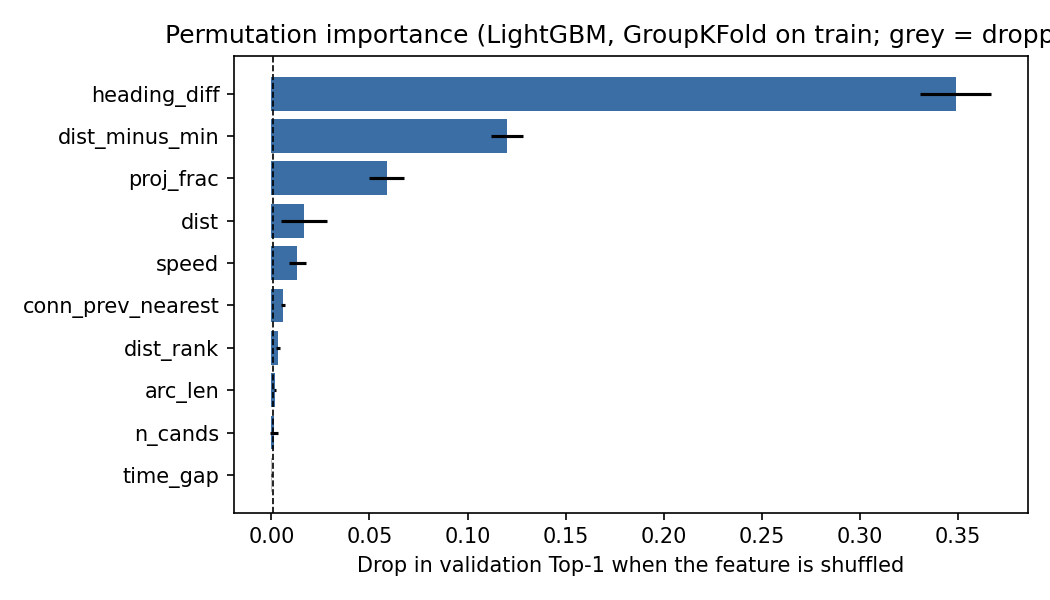 Permutation importance (LightGBM, GroupKFold on train; grey = dropp
heading_diff
dist_minus_min
proj_frac
dist
speed
conn_prev_nearest
dist_rank
arc_len
n_cands
time_gap
0.00 0.05 0.10 0.15 0.20 0.25 0.30 0.35
Drop in validation Top-1 when the feature is shuffled